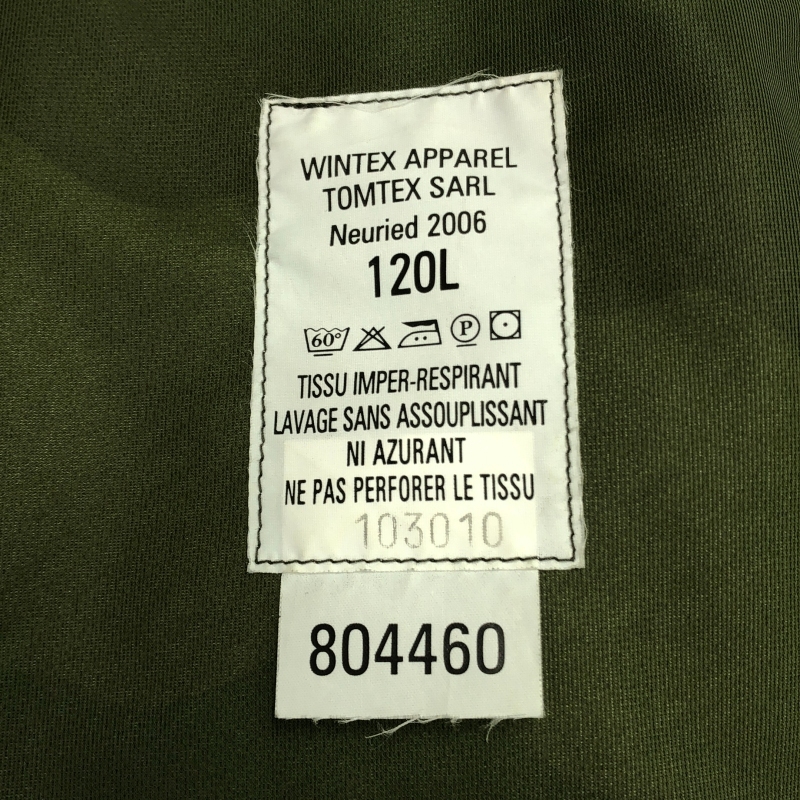 WINTEX APPAREL
TOMTEX SARL
Neuried 2006
120L
60° P
TISSU IMPER-RESPIRANT
LAVAGE SANS ASSOUPLISSANT
NI AZURANT
NE PAS PERFORER LE TISSU
103010
804460